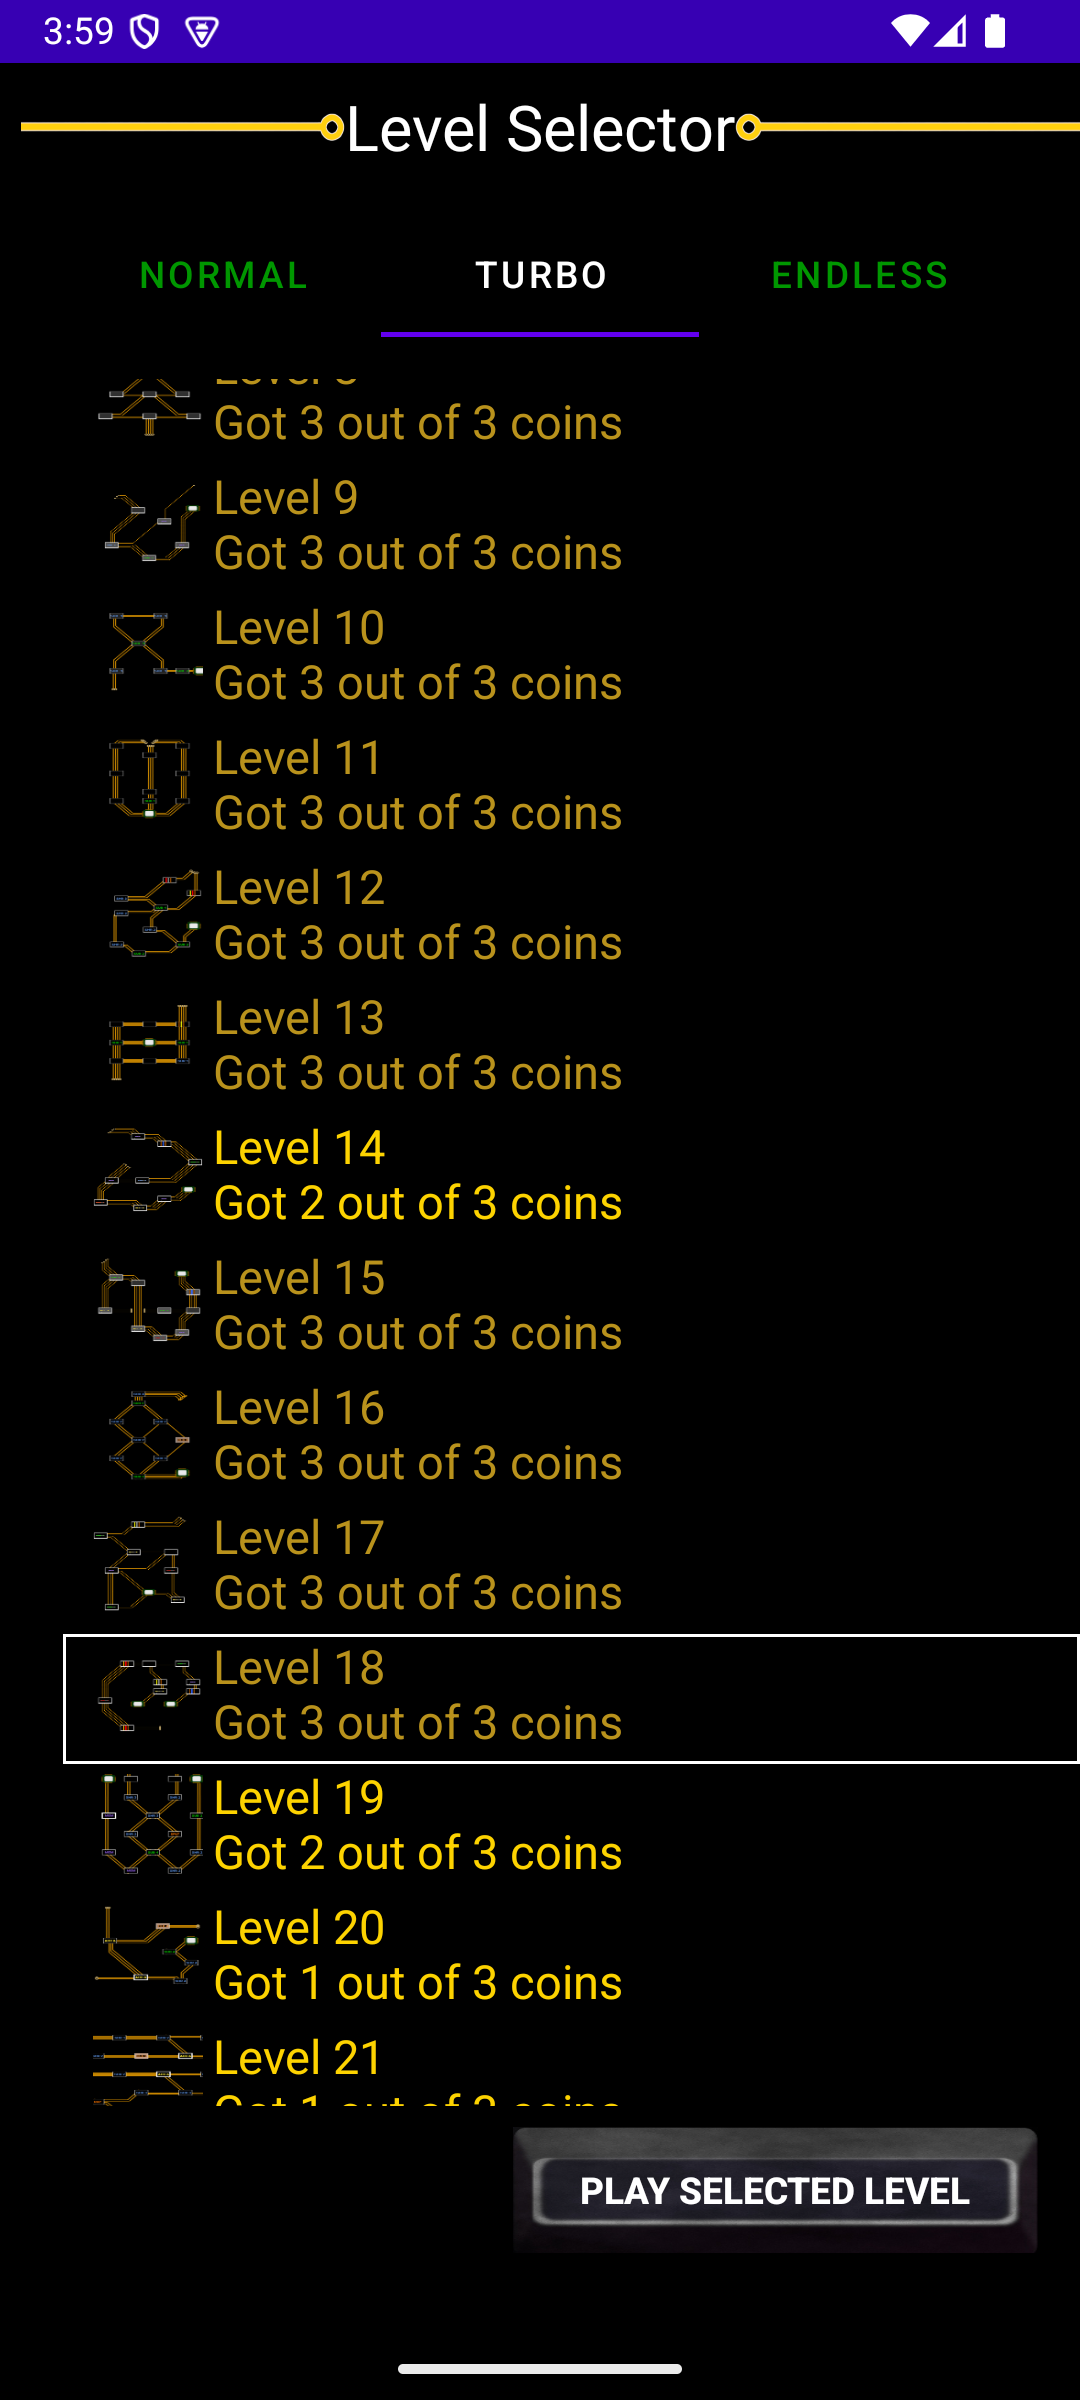 3:59
Level Selector
NORMAL
TURBO
ENDLESS
Got 3 out of 3 coins
Level 9
Got 3 out of 3 coins
Level 10
Got 3 out of 3 coins
Level 11
Got 3 out of 3 coins
Level 12
Got 3 out of 3 coins
Level 13
Got 3 out of 3 coins
Level 14
Got 2 out of 3 coins
Level 15
Got 3 out of 3 coins
Level 16
Got 3 out of 3 coins
Level 17
Got 3 out of 3 coins
Level 18
Got 3 out of 3 coins
Level 19
Got 2 out of 3 coins
Level 20
Got 1 out of 3 coins
Level 21
Got 1 out of 3 coins
PLAY SELECTED LEVEL